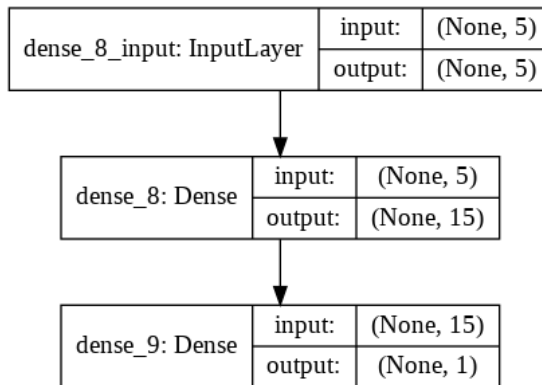 dense_8_input: InputLayer
input: (None, 5)
output: (None, 5)
dense_8: Dense
input: (None, 5)
output: (None, 15)
dense_9: Dense
input: (None, 15)
output: (None, 1)